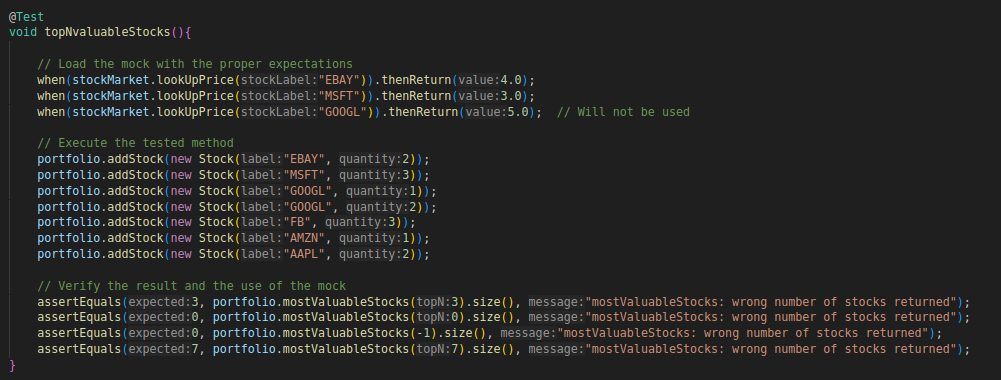 @Test
void topNvaluableStocks(){
// Load the mock with the proper expectations
when(stockMarket.lookUpPrice(stockLabel:"EBAY")).thenReturn(value:4.0);
when(stockMarket.lookUpPrice(stockLabel:"MSFT")).thenReturn(value:3.0);
when(stockMarket.lookUpPrice(stockLabel:"GOOGL")).thenReturn(value:5.0);  // Will not be used
// Execute the tested method
portfolio.addStock(new Stock(label:"EBAY", quantity:2));
portfolio.addStock(new Stock(label:"MSFT", quantity:3));
portfolio.addStock(new Stock(label:"GOOGL", quantity:1));
portfolio.addStock(new Stock(label:"GOOGL", quantity:2));
portfolio.addStock(new Stock(label:"FB", quantity:3));
portfolio.addStock(new Stock(label:"AMZN", quantity:1));
portfolio.addStock(new Stock(label:"AAPL", quantity:2));
// Verify the result and the use of the mock
assertEquals(expected:3, portfolio.mostValuableStocks(topN:3).size(), message:"mostValuableStocks: wrong number of stocks returned");
assertEquals(expected:0, portfolio.mostValuableStocks(topN:0).size(), message:"mostValuableStocks: wrong number of stocks returned");
assertEquals(expected:0, portfolio.mostValuableStocks(-1).size(), message:"mostValuableStocks: wrong number of stocks returned");
assertEquals(expected:7, portfolio.mostValuableStocks(topN:7).size(), message:"mostValuableStocks: wrong number of stocks returned");
}